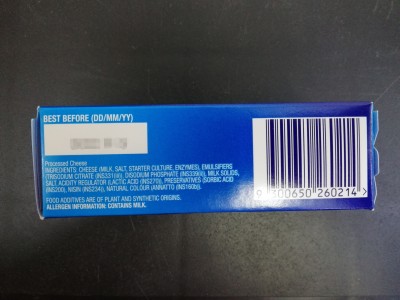 BEST BEFORE (DD/MM/YY)
Processed Cheese
INGREDIENTS: CHEESE (MILK, SALT, STARTER CULTURE, ENZYMES), EMULSIFIERS
(TRISODIUM CITRATE (INS331(iii)), DISODIUM PHOSPHATE (INS339(ii)), MILK SOLIDS,
SALT, ACIDITY REGULATOR (LACTIC ACID (INS270)), PRESERVATIVES (SORBIC ACID
(INS200), NISIN (INS234)), NATURAL COLOUR (ANNATTO (INS160b)).
FOOD ADDITIVES ARE OF PLANT AND SYNTHETIC ORIGINS.
ALLERGEN INFORMATION: CONTAINS MILK.
9 300650 260214 >